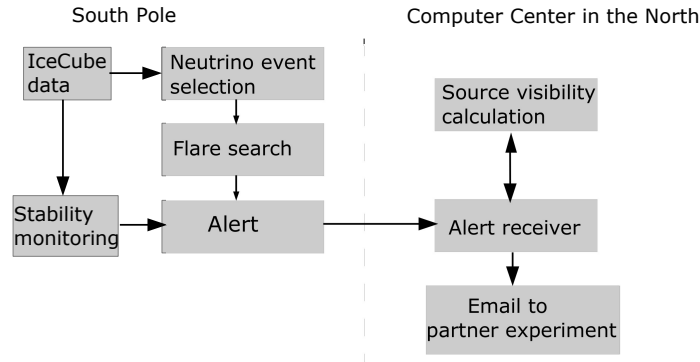 South Pole
Computer Center in the North
IceCube
data
Neutrino event
selection
Source visibility
calculation
Flare search
Stability
monitoring
Alert
Alert receiver
Email to
partner experiment